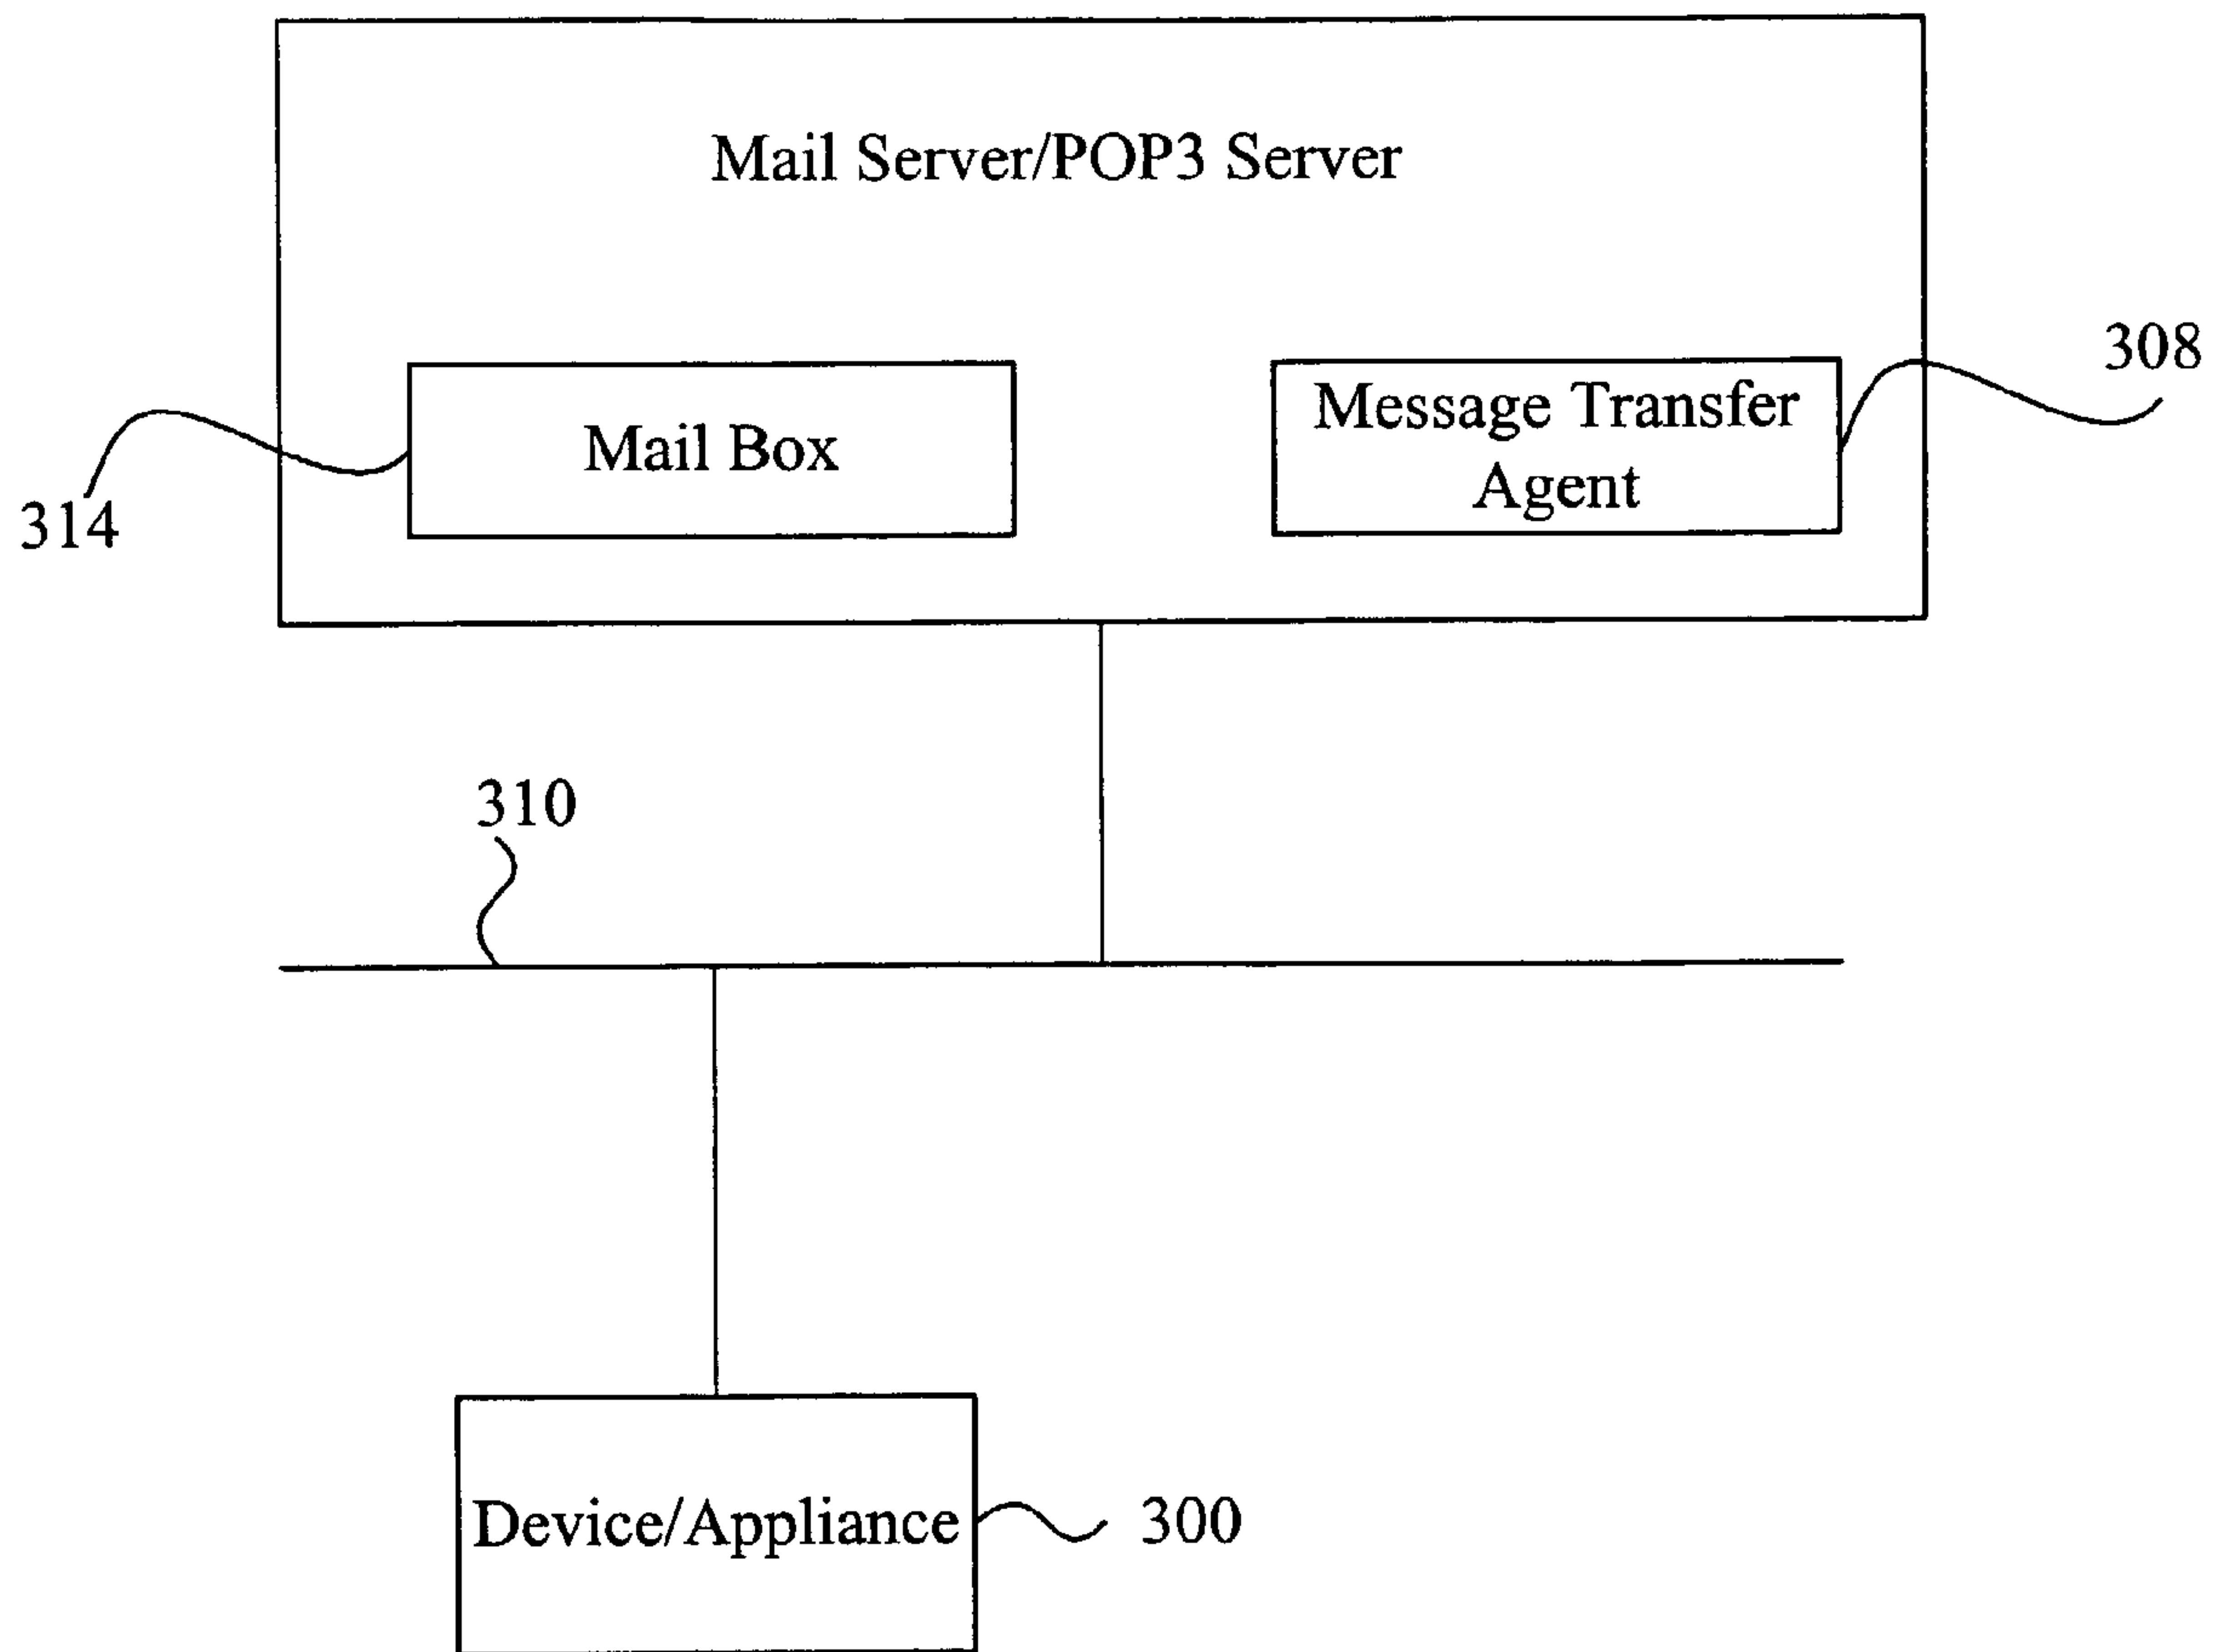 Mail Server/POP3 Server
308
Message Transfer
Agent
Mail Box
314
310
Device/Appliance
300